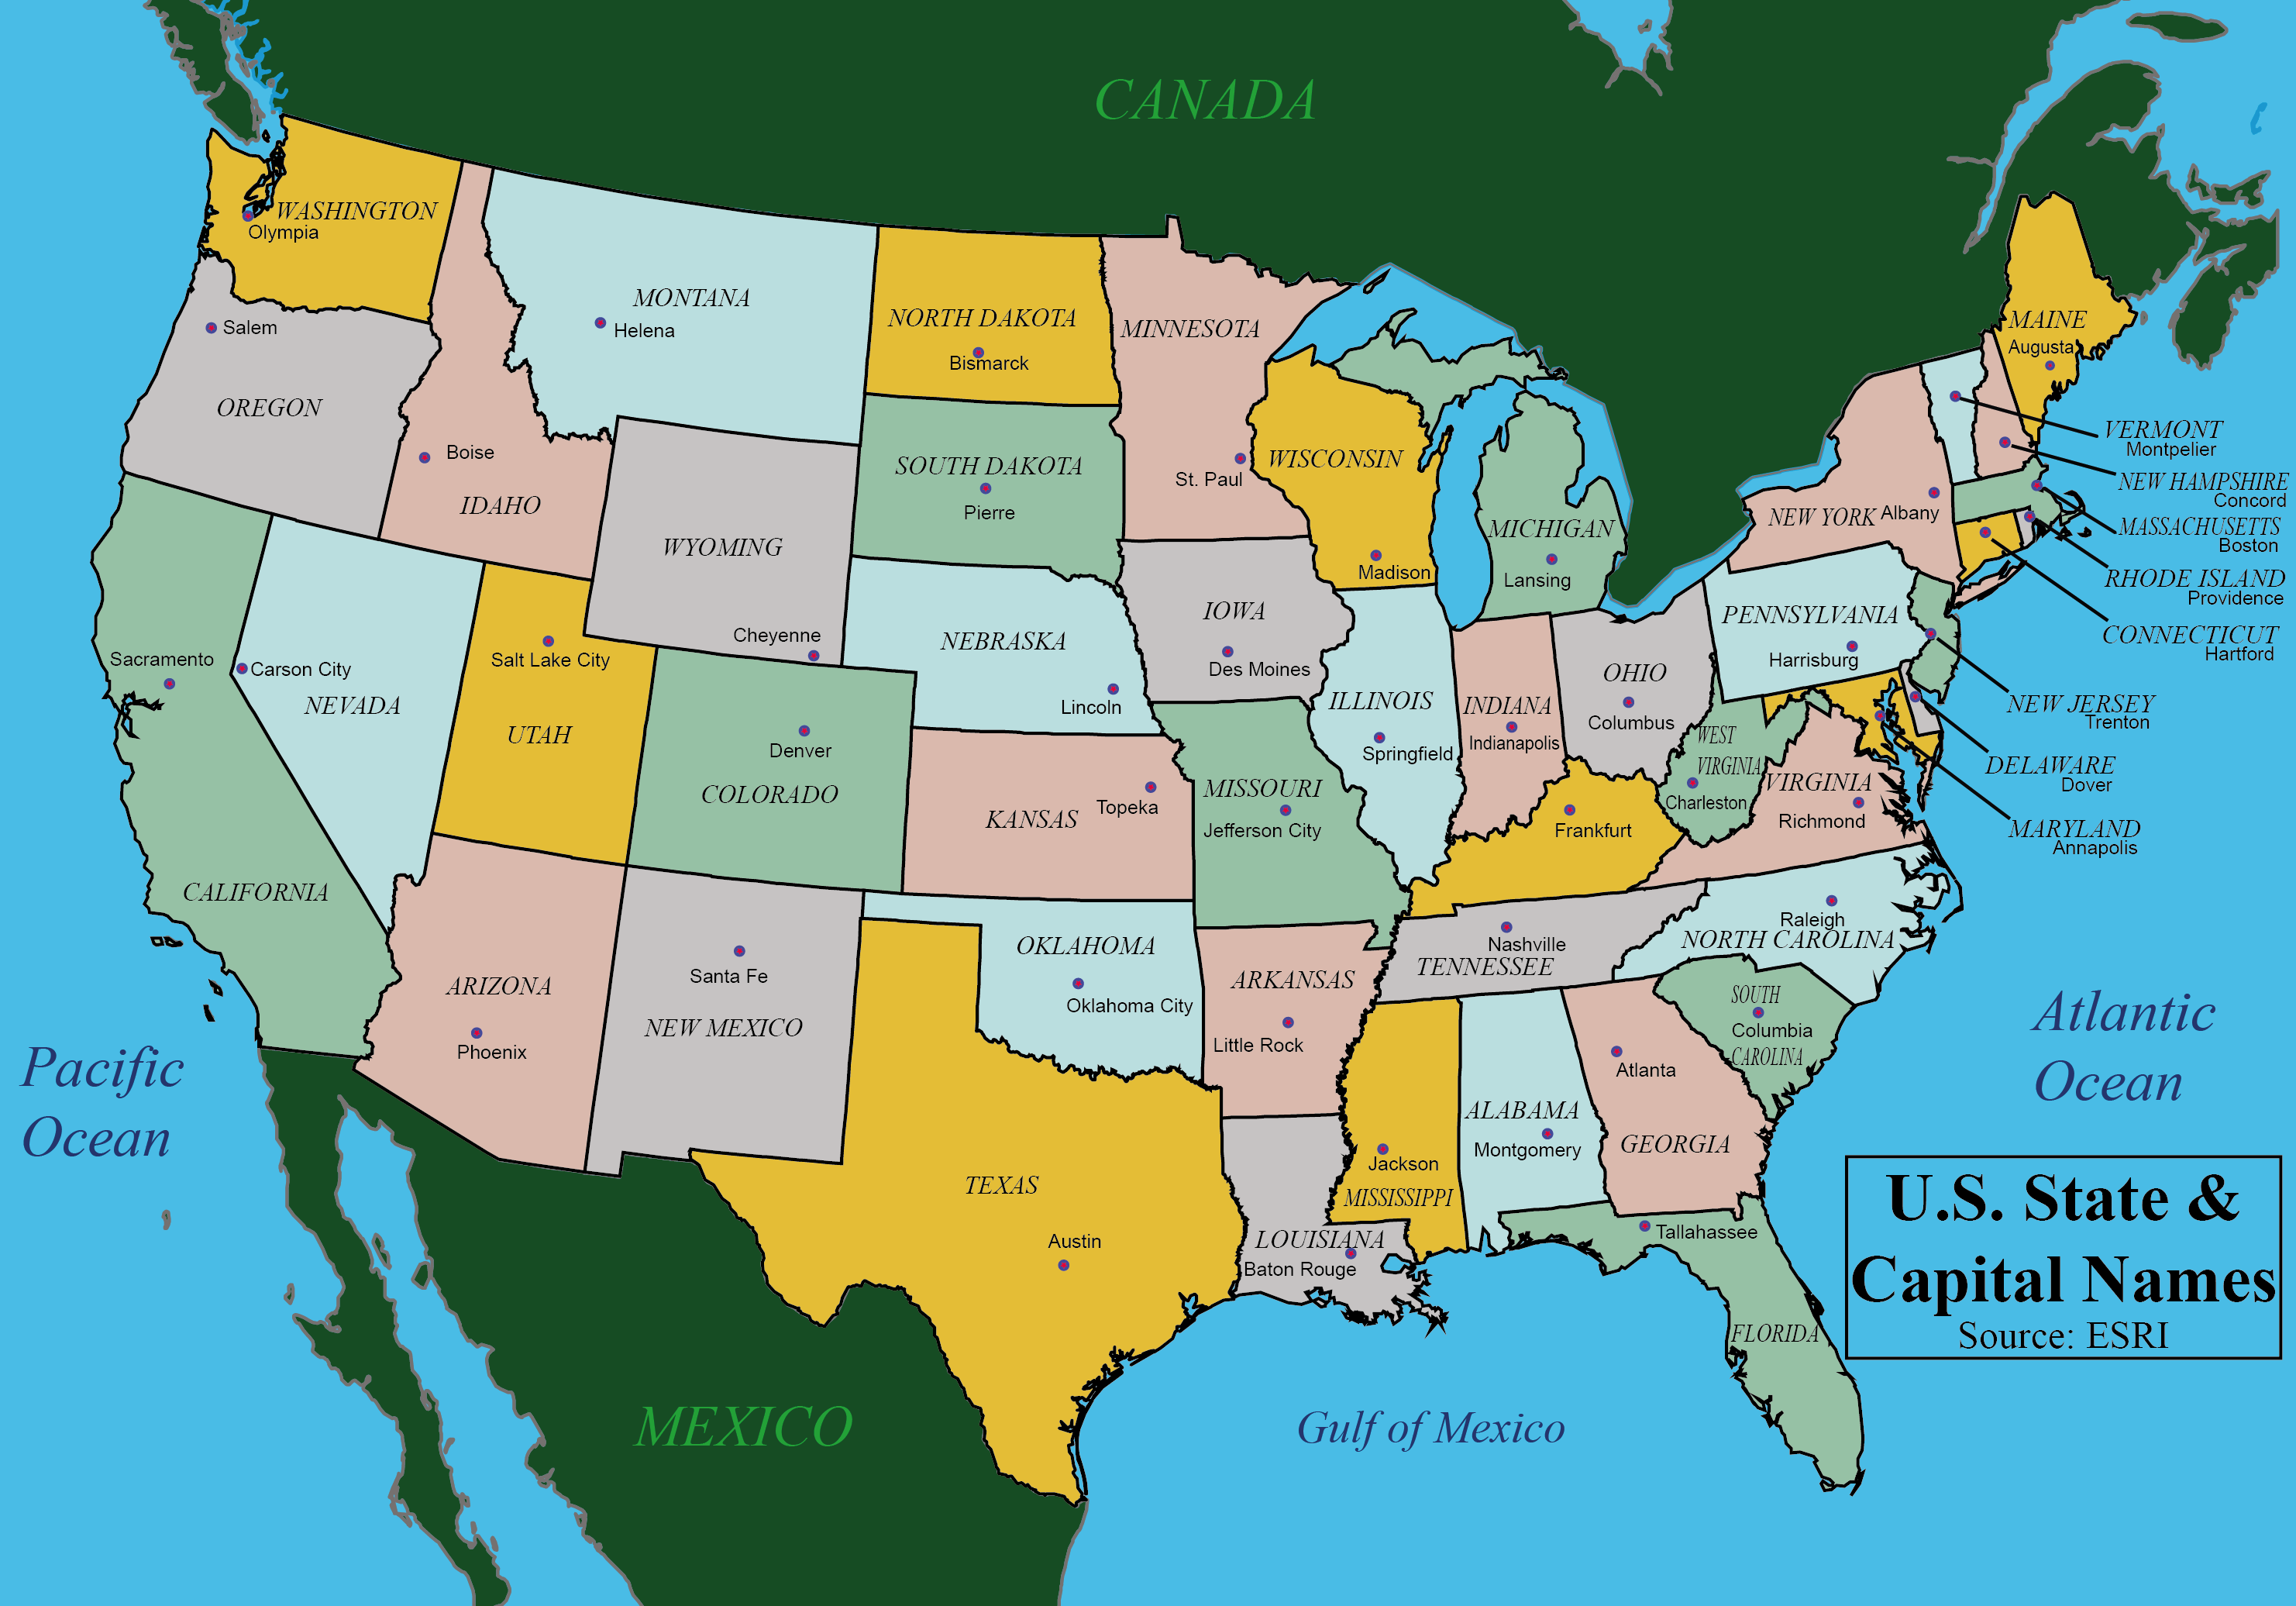 CANADA
WASHINGTON
Olympia
MONTANA
Helena
NORTH DAKOTA
Bismarck
MINNESOTA
St. Paul
MAINE
Augusta
Salem
OREGON
Boise
IDAHO
SOUTH DAKOTA
Pierre
WISCONSIN
Madison
MICHIGAN
Lansing
NEW YORK Albany
VERMONT
Montpelier
NEW HAMPSHIRE
Concord
MASSACHUSETTS
Boston
RHODE ISLAND
Providence
CONNECTICUT
Hartford
WYOMING
Cheyenne
NEBRASKA
Lincoln
IOWA
Des Moines
PENNSYLVANIA
Harrisburg
NEW JERSEY
Trenton
DELAWARE
Dover
MARYLAND
Annapolis
Sacramento
CALIFORNIA
Carson City
NEVADA
Salt Lake City
UTAH
Denver
COLORADO
KANSAS
Topeka
MISSOURI
Jefferson City
ILLINOIS
Springfield
INDIANA
Indianapolis
OHIO
Columbus
WEST
VIRGINIA
Charleston
VIRGINIA
Richmond
Frankfurt
Nashville
TENNESSEE
Raleigh
NORTH CAROLINA
ARIZONA
Phoenix
Santa Fe
NEW MEXICO
OKLAHOMA
Oklahoma City
ARKANSAS
Little Rock
SOUTH
Columbia
CAROLINA
Atlanta
GEORGIA
ALABAMA
Montgomery
Jackson
MISSISSIPPI
TEXAS
Austin
LOUISIANA
Baton Rouge
Tallahassee
FLORIDA
Pacific
Ocean
Atlantic
Ocean
MEXICO
Gulf of Mexico
U.S. State &
Capital Names
Source: ESRI